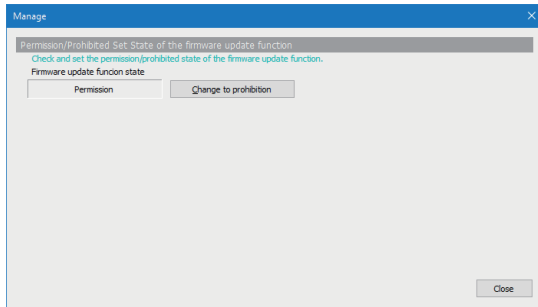 Manage
Permission/Prohibited Set State of the firmware update function
Check and set the permission/prohibited state of the firmware update function.
Firmware update funcion state
Permission
Change to prohibition
Close